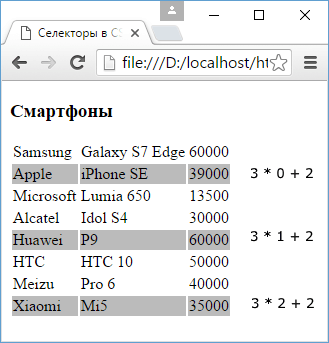 Селекторы в CS
file:///D:/localhost/ht
Смартфоны
Samsung Galaxy S7 Edge 60000
Apple iPhone SE 39000 3 * 0 + 2
Microsoft Lumia 650 13500
Alcatel Idol S4 30000
Huawei P9 60000 3 * 1 + 2
HTC HTC 10 50000
Meizu Pro 6 40000
Xiaomi Mi5 35000 3 * 2 + 2